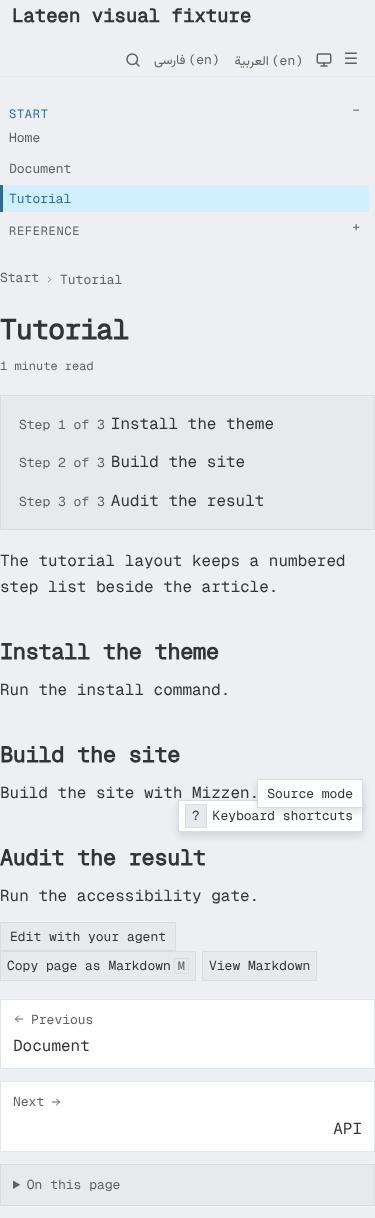 Lateen visual fixture
فارسی (en) العربية (en) ☰
START −
Home
Document
Tutorial
REFERENCE +
Start › Tutorial
Tutorial
1 minute read
Step 1 of 3 Install the theme
Step 2 of 3 Build the site
Step 3 of 3 Audit the result
The tutorial layout keeps a numbered
step list beside the article.
Install the theme
Run the install command.
Build the site
Build the site with Mizzen.
Source mode
? Keyboard shortcuts
Audit the result
Run the accessibility gate.
Edit with your agent
Copy page as Markdown M View Markdown
← Previous
Document
Next →
API
▶ On this page